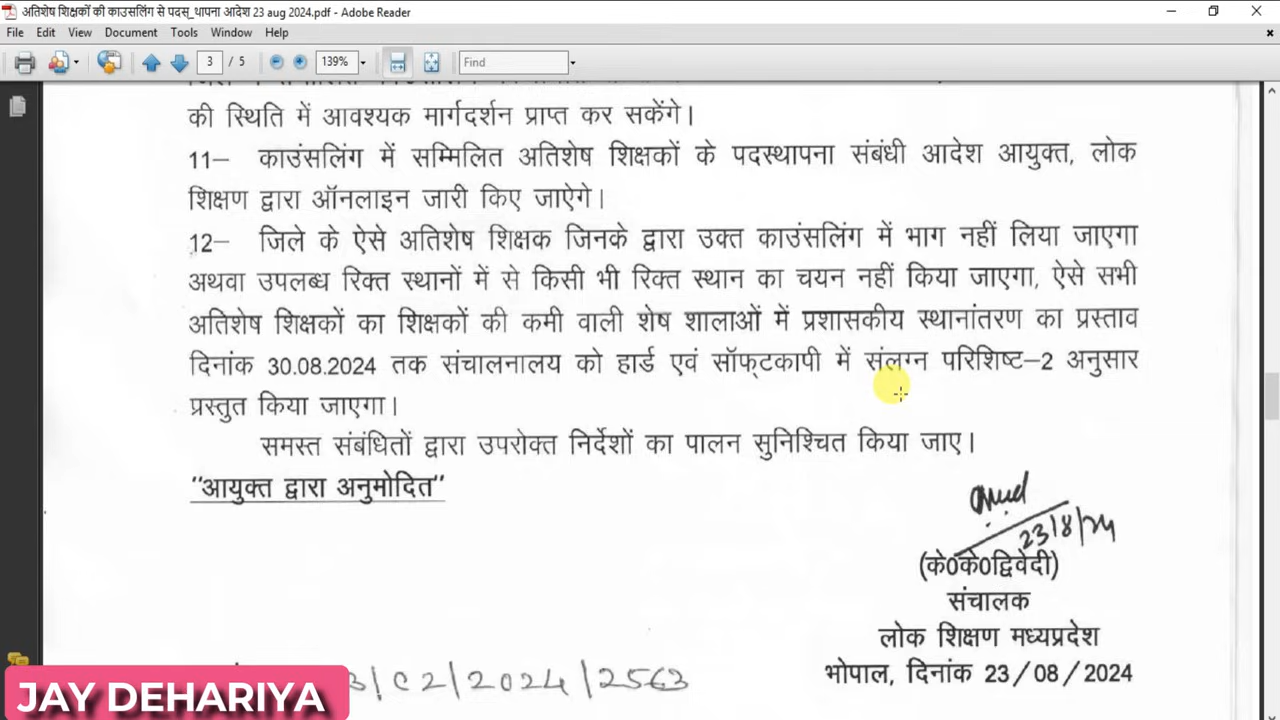 अतिशेष शिक्षकों की काउसलिंग से पदस्_थापना आदेश 23 aug 2024.pdf - Adobe Reader
File Edit View Document Tools Window Help
3 / 5 139% Find
की स्थिति में आवश्यक मार्गदर्शन प्राप्त कर सकेंगे।
11– काउंसलिंग में सम्मिलित अतिशेष शिक्षकों के पदस्थापना संबंधी आदेश आयुक्त, लोक
शिक्षण द्वारा ऑनलाइन जारी किए जाऐगे।
12– जिले के ऐसे अतिशेष शिक्षक जिनके द्वारा उक्त काउंसलिंग में भाग नहीं लिया जाएगा
अथवा उपलब्ध रिक्त स्थानों में से किसी भी रिक्त स्थान का चयन नहीं किया जाएगा, ऐसे सभी
अतिशेष शिक्षकों का शिक्षकों की कमी वाली शेष शालाओं में प्रशासकीय स्थानांतरण का प्रस्ताव
दिनांक 30.08.2024 तक संचालनालय को हार्ड एवं सॉफ्टकापी में संलग्न परिशिष्ट–2 अनुसार
प्रस्तुत किया जाएगा।
समस्त संबंधितों द्वारा उपरोक्त निर्देशों का पालन सुनिश्चित किया जाए।
"आयुक्त द्वारा अनुमोदित"
23/8/24
(के0के0द्विवेदी)
संचालक
लोक शिक्षण मध्यप्रदेश
भोपाल, दिनांक 23/08/2024
3/C2/2024/2563
JAY DEHARIYA